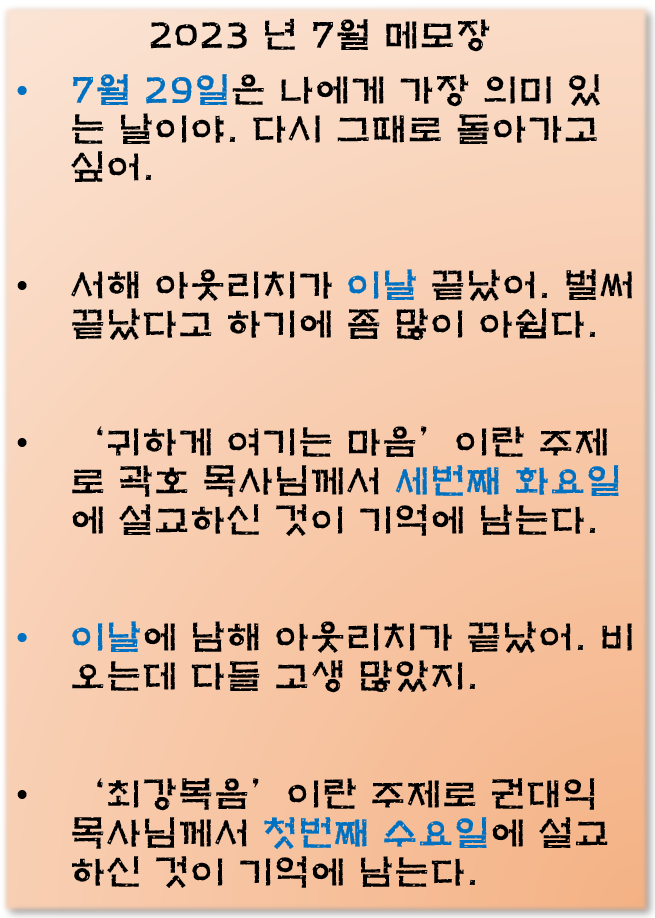 2023 년 7월 메모장
• 7월 29일은 나에게 가장 의미 있
는 날이야. 다시 그때로 돌아가고
싶어.
• 서해 아웃리치가 이날 끝났어. 벌써
끝났다고 하기에 좀 많이 아쉽다.
• ‘귀하게 여기는 마음’ 이란 주제
로 곽호 목사님께서 세번째 화요일
에 설교하신 것이 기억에 남는다.
• 이날에 남해 아웃리치가 끝났어. 비
오는데 다들 고생 많았지.
• ‘최강복음’ 이란 주제로 권대익
목사님께서 첫번째 수요일에 설교
하신 것이 기억에 남는다.